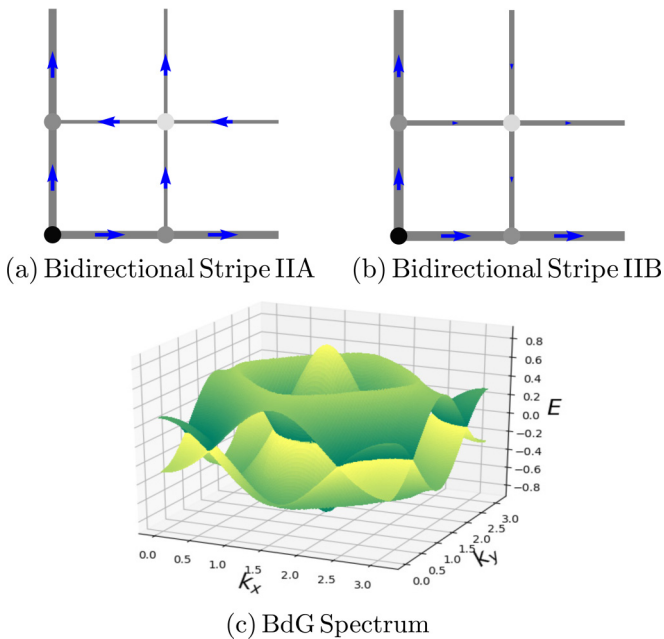 (a) Bidirectional Stripe IIA
(b) Bidirectional Stripe IIB
0.8
0.6
0.4
0.2
0.0
−0.2
−0.4
−0.6
−0.8
E
0.0 0.5 1.0 1.5 2.0 2.5 3.0
k_x
0.0
0.5
1.0
1.5
2.0
2.5
3.0
k_y
(c) BdG Spectrum